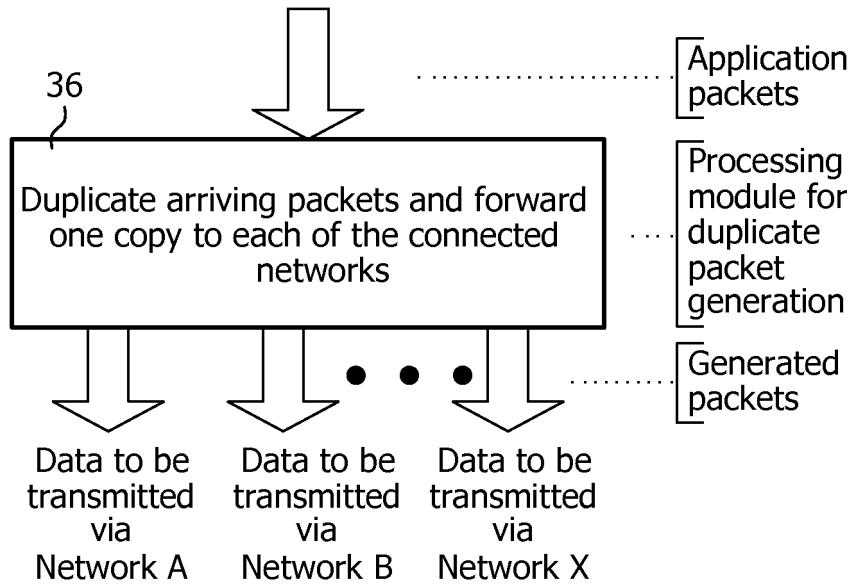 Application
packets
36
Duplicate arriving packets and forward
one copy to each of the connected
networks
Processing
module for
duplicate
packet
generation
Generated
packets
Data to be
transmitted
via
Network A
Data to be
transmitted
via
Network B
Data to be
transmitted
via
Network X